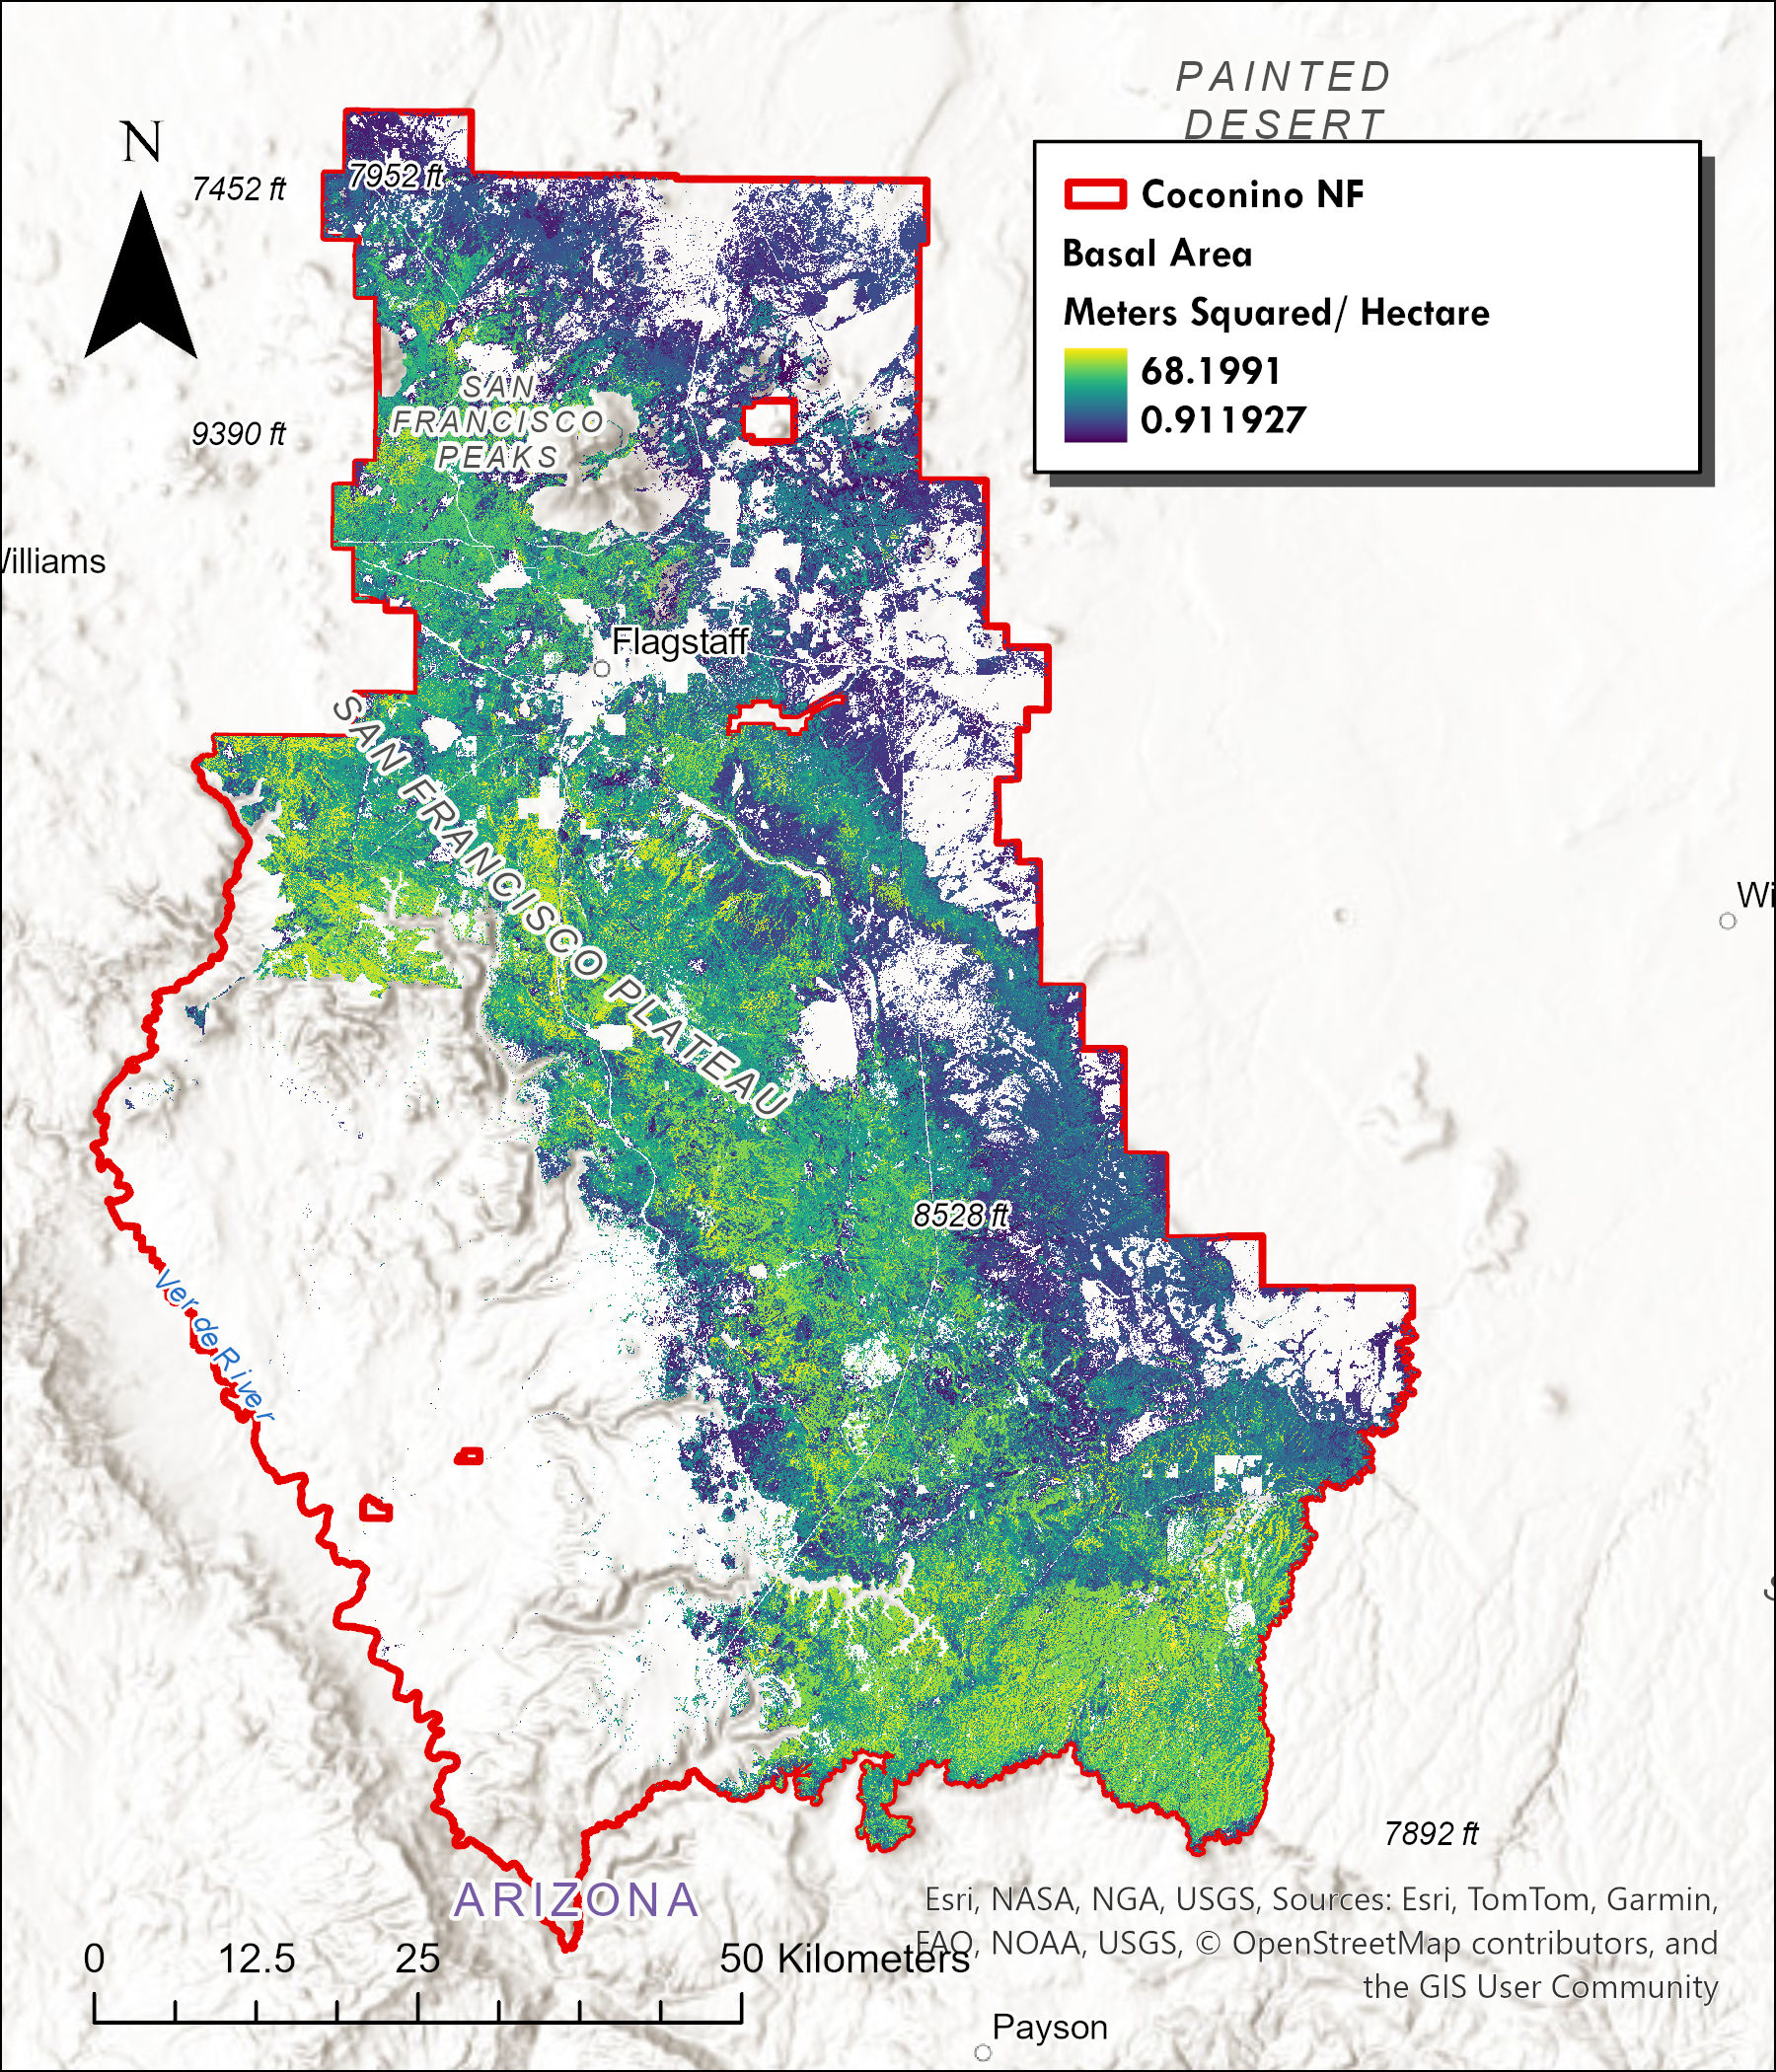 PAINTED
DESERT
N
7452 ft
7952 ft
Coconino NF
Basal Area
Meters Squared/ Hectare
68.1991
0.911927
SAN
FRANCISCO
PEAKS
9390 ft
Williams
Flagstaff
SAN FRANCISCO PLATEAU
Wi
8528 ft
Verde River
7892 ft
ARIZONA
Esri, NASA, NGA, USGS, Sources: Esri, TomTom, Garmin,
FAO, NOAA, USGS, © OpenStreetMap contributors, and
the GIS User Community
0 12.5 25 50 Kilometers
Payson